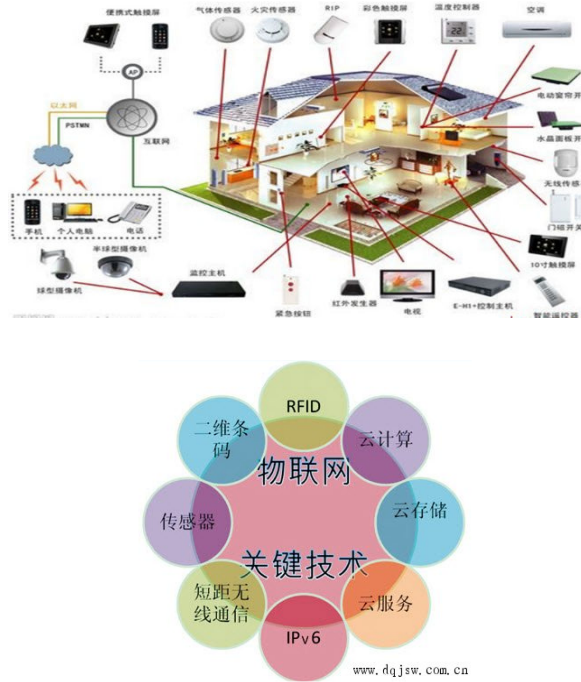 便携式触摸屏
气体传感器
火灾传感器
RIP
彩色触摸屏
温度控制器
空调
AP
以太网
PSTMN
互联网
电动窗帘开
水晶面板开
无线传感
门磁开关
手机
个人电脑
电话
半球型摄像机
球型摄像机
监控主机
紧急按钮
红外发生器
电视
E-H1+控制主机
10寸触摸屏
智能遥控器
RFID
二维条
码
云计算
物联网
传感器
云存储
关键技术
短距无
线通信
云服务
IPv6
www.dqjsw.com.cn